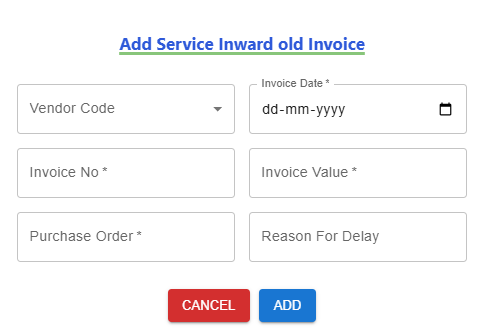 Add Service Inward old Invoice
Vendor Code
Invoice Date *
dd-mm-yyyy
Invoice No *
Invoice Value *
Purchase Order *
Reason For Delay
CANCEL
ADD